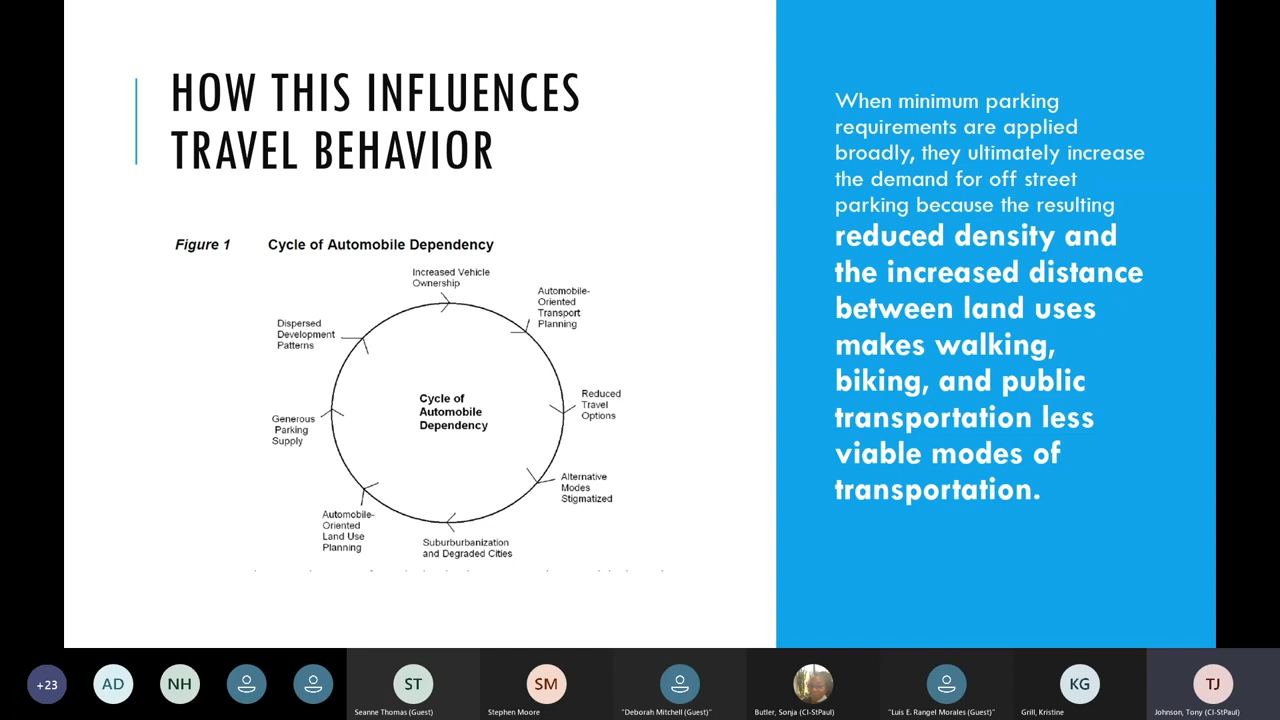 HOW THIS INFLUENCES
TRAVEL BEHAVIOR
Figure 1 Cycle of Automobile Dependency
Increased Vehicle
Ownership
Automobile-
Oriented
Transport
Planning
Reduced
Travel
Options
Alternative
Modes
Stigmatized
Suburburbanization
and Degraded Cities
Automobile-
Oriented
Land Use
Planning
Generous
Parking
Supply
Dispersed
Development
Patterns
Cycle of
Automobile
Dependency
When minimum parking
requirements are applied
broadly, they ultimately increase
the demand for off street
parking because the resulting
reduced density and
the increased distance
between land uses
makes walking,
biking, and public
transportation less
viable modes of
transportation.
+23
AD
NH
ST
Seanne Thomas (Guest)
SM
Stephen Moore
"Deborah Mitchell (Guest)"
Butler, Sonja (CI-StPaul)
"Luis E. Rangel Morales (Guest)"
KG
Grill, Kristine
TJ
Johnson, Tony (CI-StPaul)